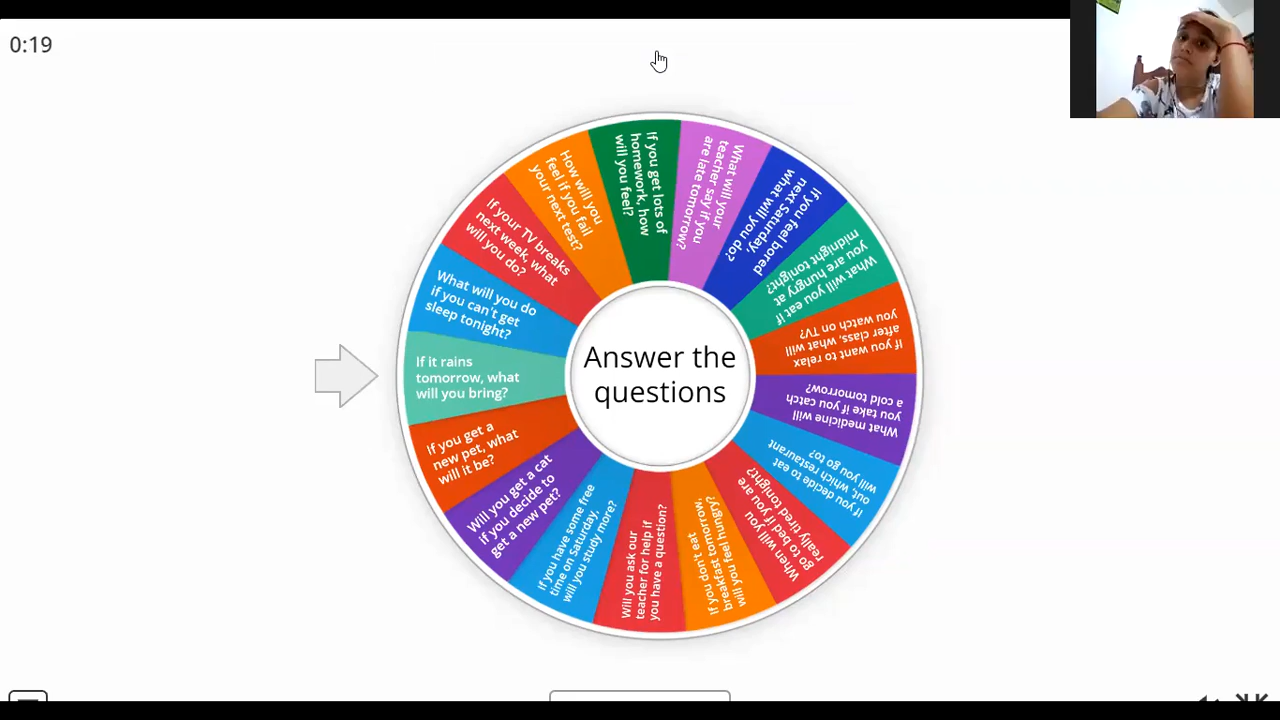 0:19
If you get lots of
homework, how
will you feel?
What will your
teacher say if you
are late tomorrow?
If you feel bored
next Saturday,
what will you do?
What will you eat if
you are hungry at
midnight tonight?
If you want to relax
after class, what will
you watch on TV?
What medicine will
you take if you catch
a cold tomorrow?
If you decide to eat
out, which restaurant
will you go to?
When will you
go to bed if you are
really tired tonight?
If you don't eat
breakfast tomorrow,
will you feel hungry?
Will you ask our
teacher for help if
you have a question?
If you have some free
time on Saturday,
will you study more?
Will you get a cat
if you decide to
get a new pet?
If you get a
new pet, what
will it be?
If it rains
tomorrow, what
will you bring?
What will you do
if you can't get
sleep tonight?
If your TV breaks
next week, what
will you do?
How will you
feel if you fail
your next test?
Answer the
questions